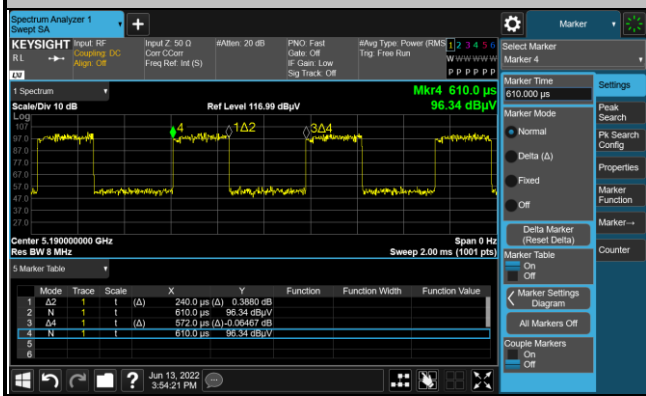 Spectrum Analyzer 1
Swept SA
+
Marker
KEYSIGHT
R L
Input: RF
Coupling: DC
Align: Off
Input Z: 50 Ω
Corr CCorr
Freq Ref: Int (S)
#Atten: 20 dB
PNO: Fast
Gate: Off
IF Gain: Low
Sig Track: Off
#Avg Type: Power (RMS
Trig: Free Run
1 2 3 4 5 6
W W W W W W
P P P P P P
LXI
Select Marker
Marker 4
1 Spectrum
Scale/Div 10 dB
Ref Level 116.99 dBµV
Mkr4 610.0 µs
96.34 dBµV
Log
107
97.0
87.0
77.0
67.0
57.0
47.0
37.0
27.0
4
1Δ2
3Δ4
Center 5.190000000 GHz
Res BW 8 MHz
Span 0 Hz
Sweep 2.00 ms (1001 pts)
5 Marker Table
Mode Trace Scale X Y Function Function Width Function Value
1 Δ2 1 t (Δ) 240.0 µs (Δ) 0.3880 dB
2 N 1 t 610.0 µs 96.34 dBµV
3 Δ4 1 t (Δ) 572.0 µs (Δ) -0.06467 dB
4 N 1 t 610.0 µs 96.34 dBµV
5
6
Marker Time
610.000 µs
Marker Mode
Normal
Delta (Δ)
Fixed
Off
Delta Marker
(Reset Delta)
Marker Table
On
Off
Marker Settings
Diagram
All Markers Off
Couple Markers
On
Off
Settings
Peak
Search
Pk Search
Config
Properties
Marker
Function
Marker→
Counter
?
Jun 13, 2022
3:54:21 PM